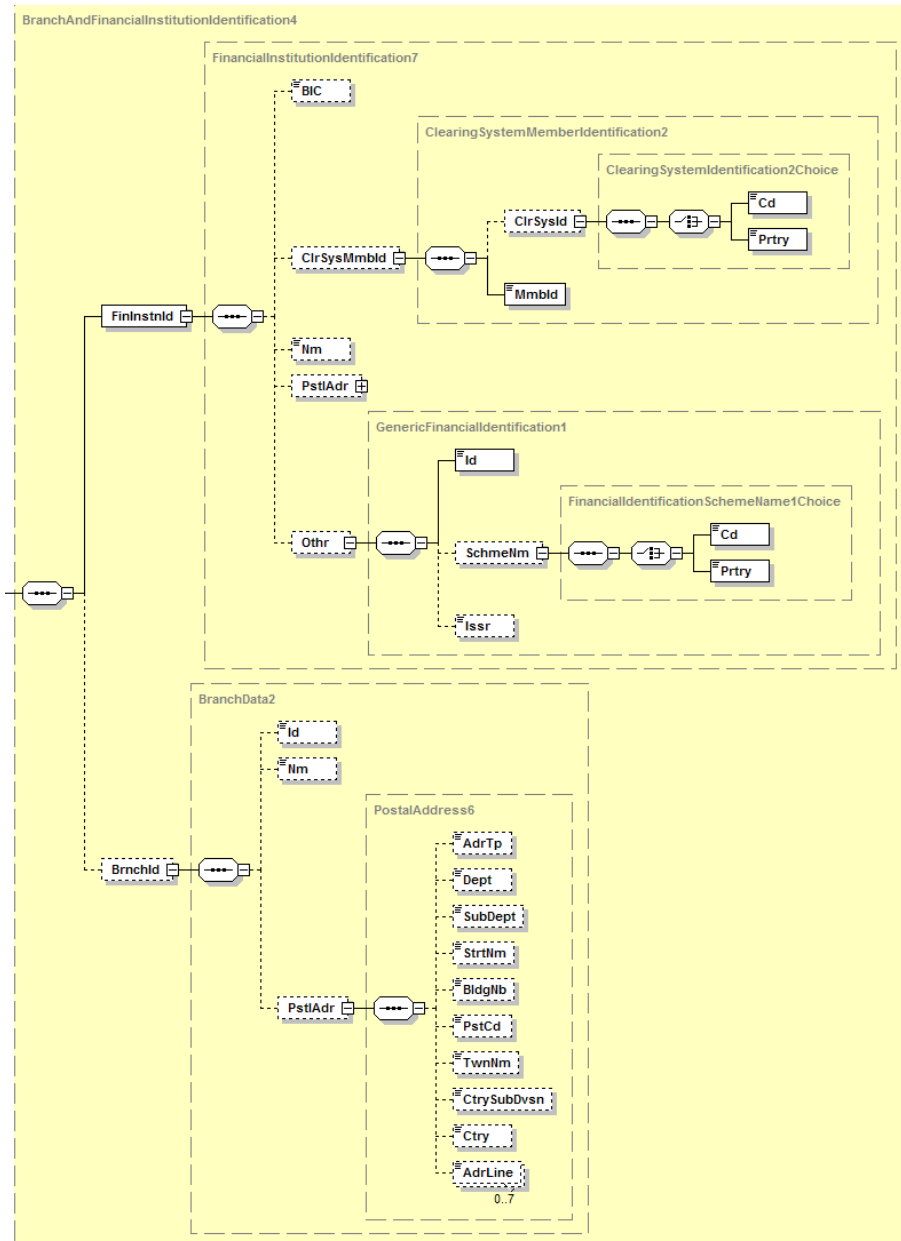 BranchAndFinancialInstitutionIdentification4
FinancialInstitutionIdentification7
BIC
ClearingSystemMemberIdentification2
ClearingSystemIdentification2Choice
ClrSysId
Cd
Prtry
ClrSysMmbId
MmbId
FinInstnId
Nm
PstlAdr
GenericFinancialIdentification1
Id
FinancialIdentificationSchemeName1Choice
Othr
SchmeNm
Cd
Prtry
Issr
BranchData2
Id
Nm
PostalAddress6
AdrTp
BrnchId
Dept
SubDept
StrtNm
BldgNb
PstlAdr
PstCd
TwnNm
CtrySubDvsn
Ctry
AdrLine
0..7